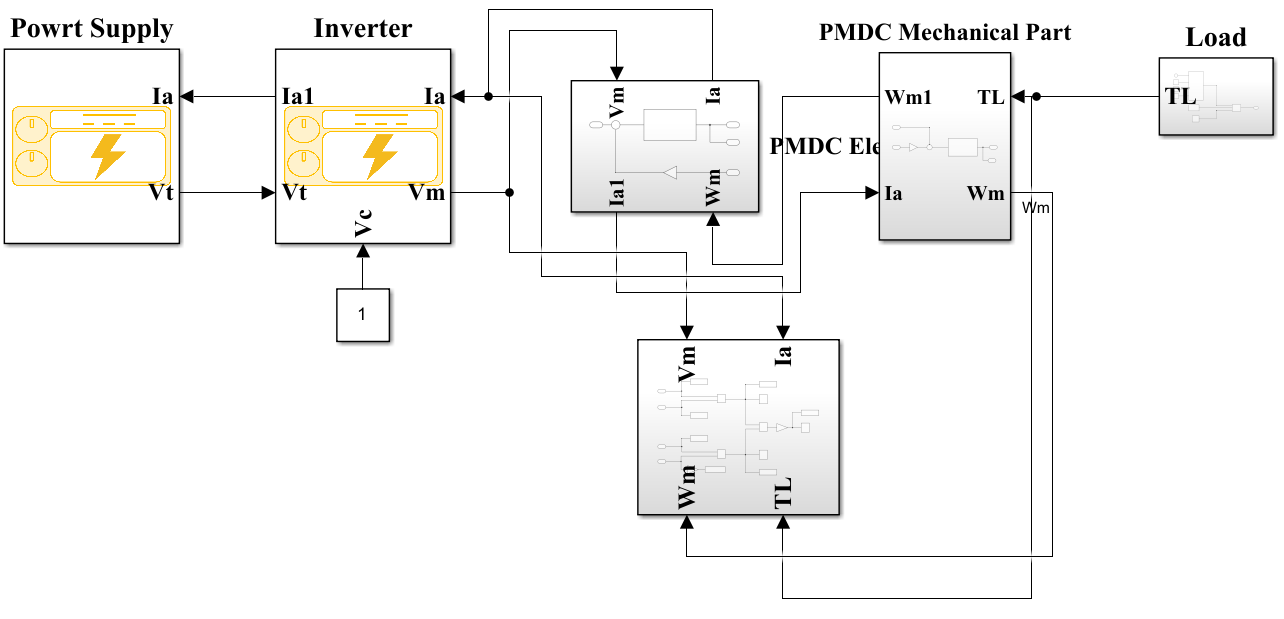 Powrt Supply
Inverter
PMDC Mechanical Part
Load
Ia
Vt
Ia1
Ia
Vt
Vm
Vc
1
Vm
Ia
Ia1
Wm
PMDC Ele
Wm1
TL
Ia
Wm
Wm
TL
Vm
Ia
Wm
TL